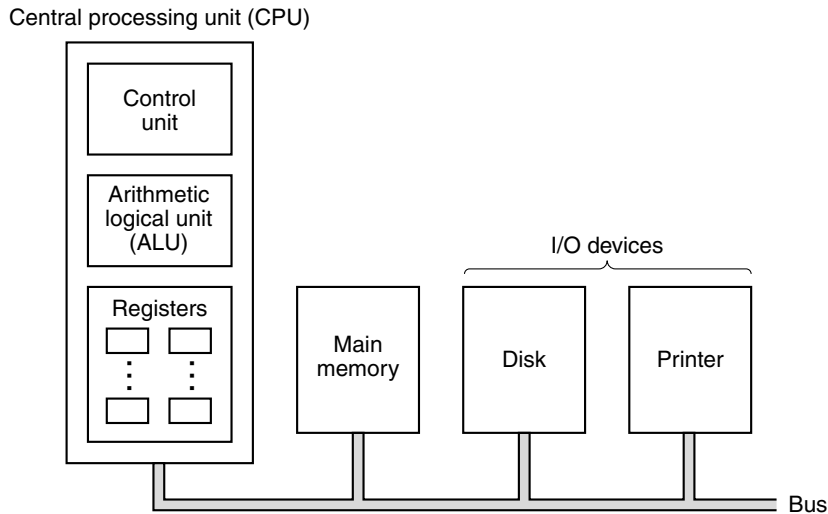 Central processing unit (CPU)
Control
unit
Arithmetic
logical unit
(ALU)
Registers
I/O devices
Main
memory
Disk
Printer
Bus